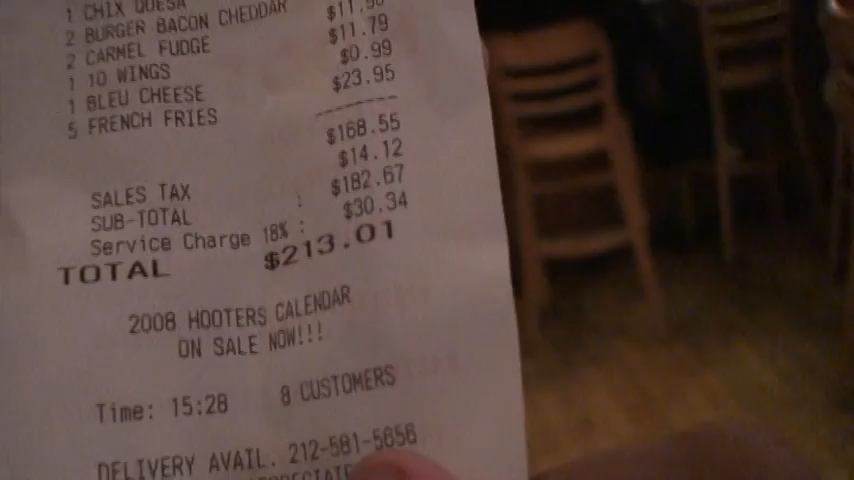 1 CHIX QUESA
2 BURGER BACON CHEDDAR $11.58
2 CARMEL FUDGE $11.79
1 10 WINGS $0.99
1 BLEU CHEESE $23.95
5 FRENCH FRIES
$168.55
SALES TAX $14.12
SUB-TOTAL : $182.67
Service Charge 18% : $30.34
TOTAL $213.01
2008 HOOTERS CALENDAR
ON SALE NOW!!!
Time: 15:28 8 CUSTOMERS
DELIVERY AVAIL. 212-581-5656